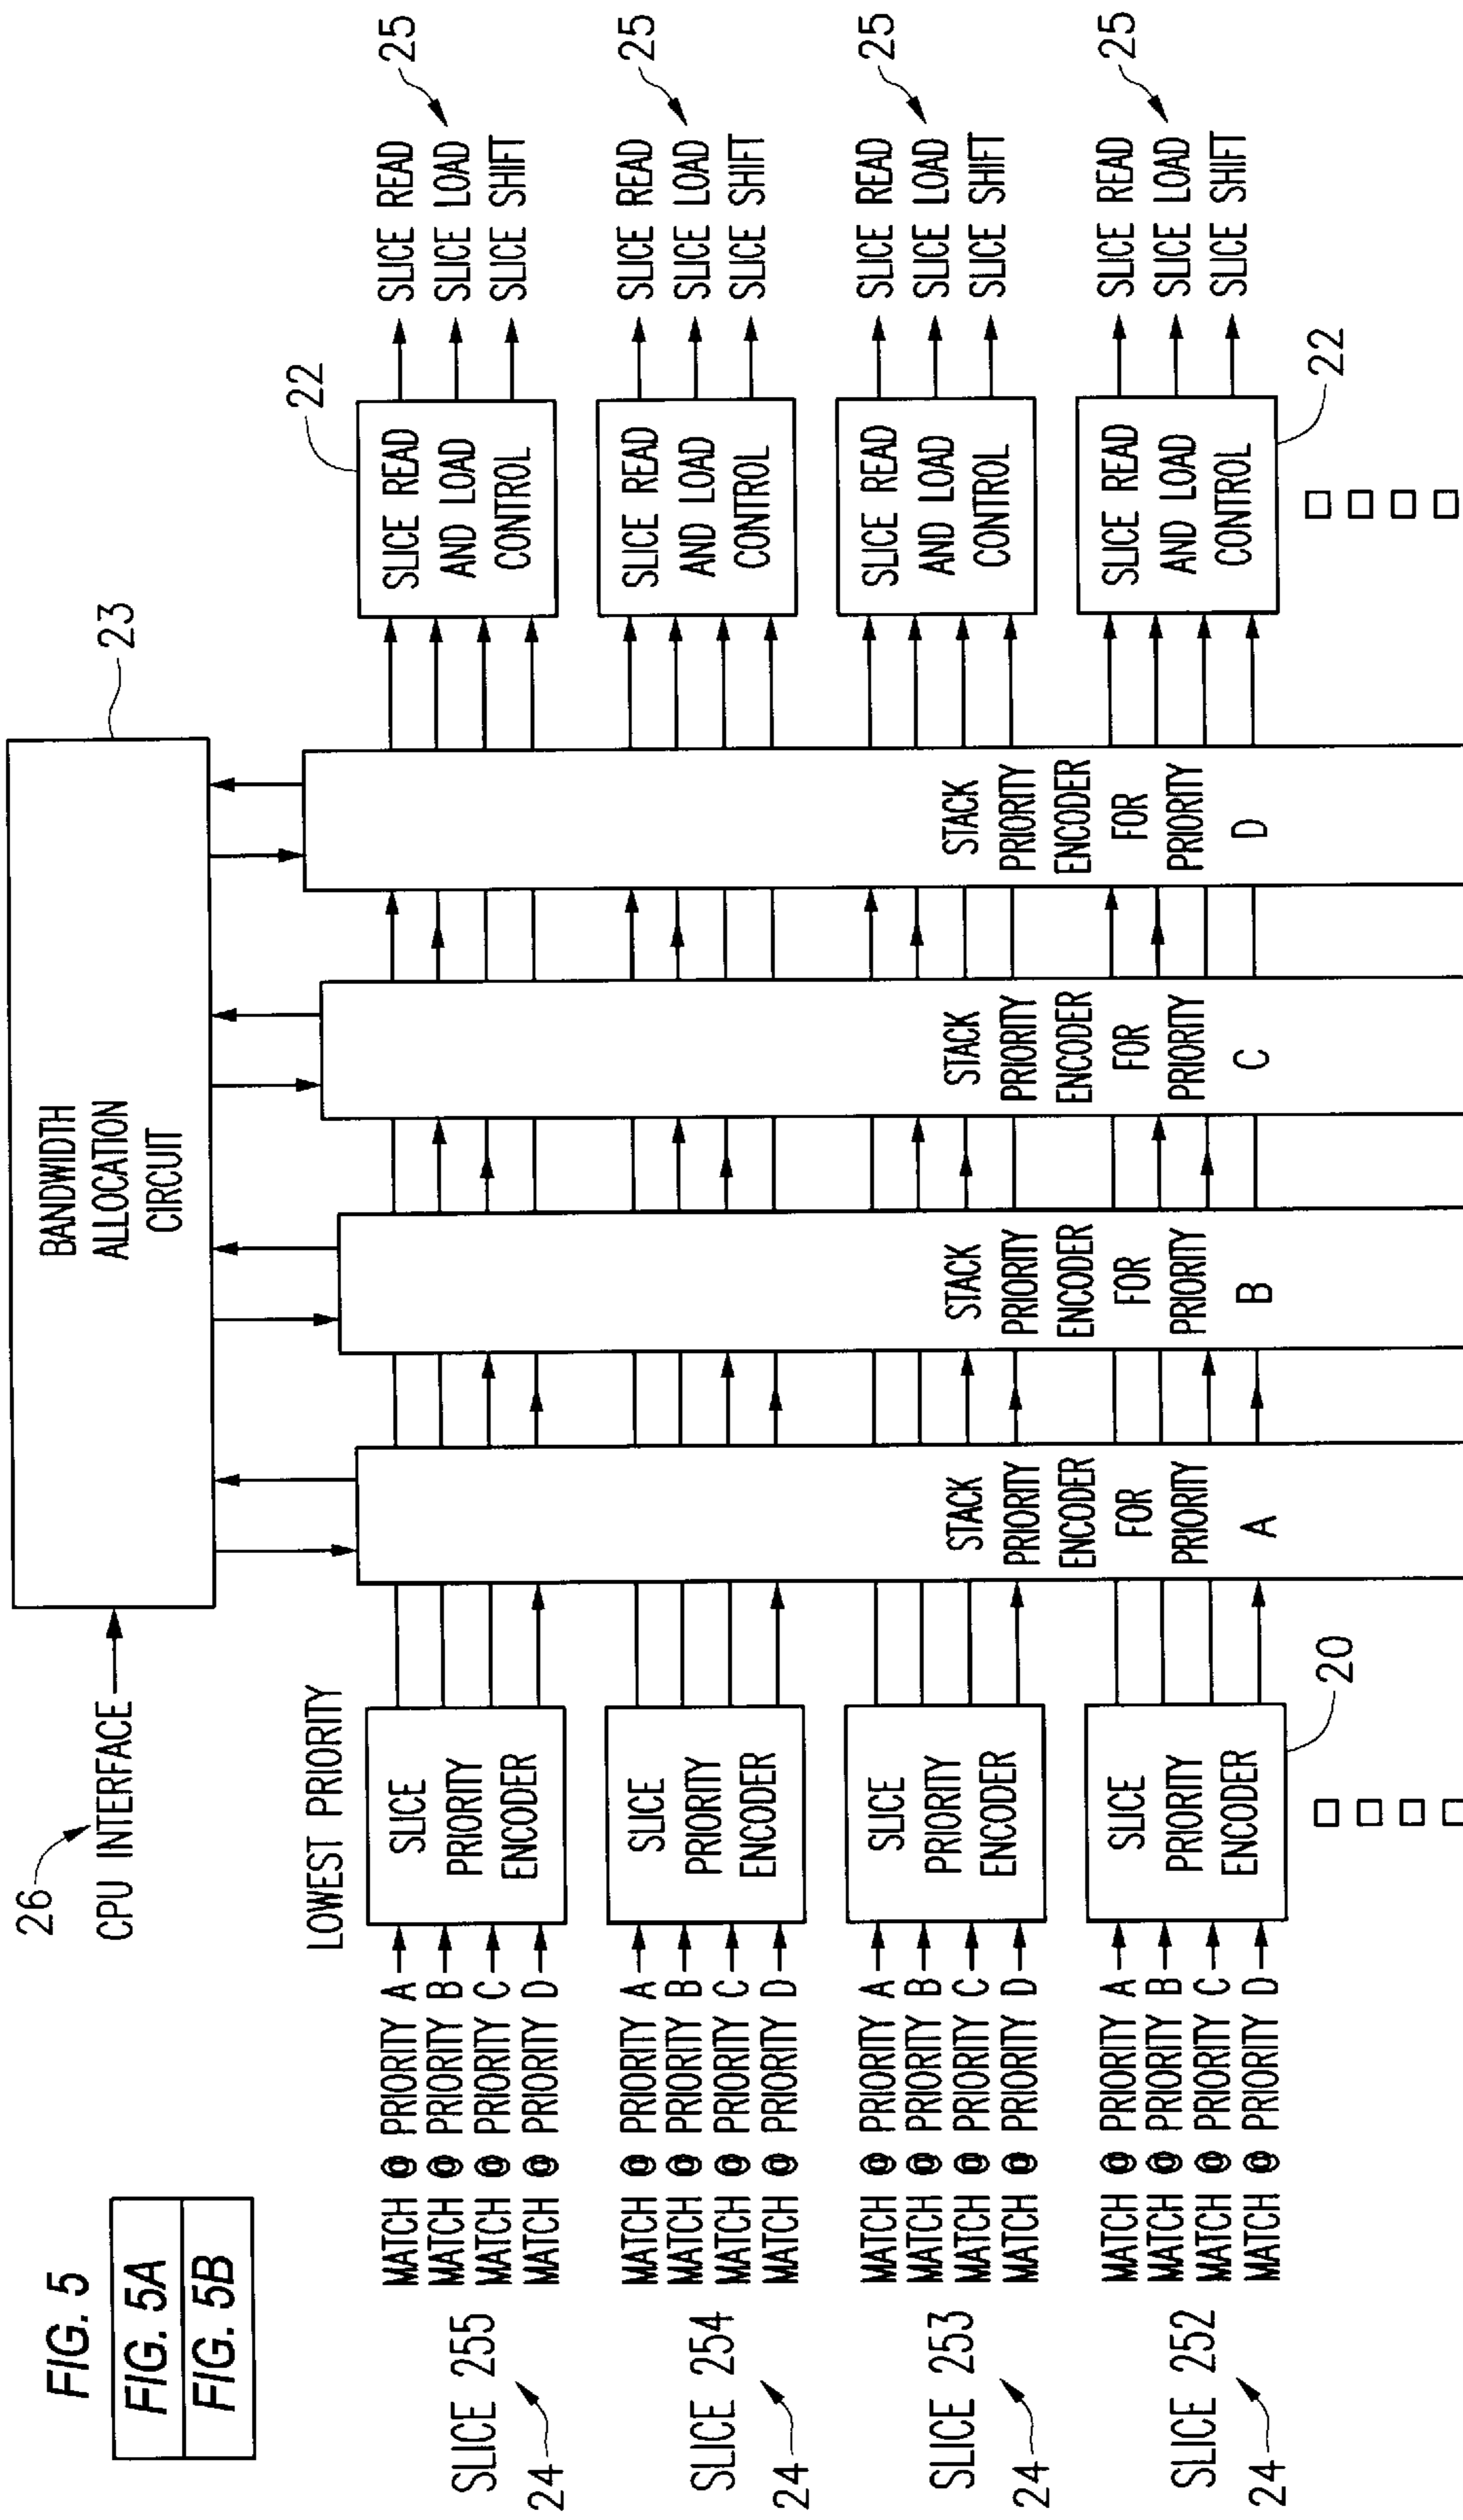 FIG. 5
FIG. 5A
FIG. 5B
26
CPU INTERFACE
BANDWIDTH
ALLOCATION
CIRCUIT
23
LOWEST PRIORITY
SLICE 255
24
MATCH @ PRIORITY A
MATCH @ PRIORITY B
MATCH @ PRIORITY C
MATCH @ PRIORITY D
SLICE
PRIORITY
ENCODER
22
SLICE READ
AND LOAD
CONTROL
SLICE READ
SLICE LOAD
SLICE SHIFT
25
SLICE 254
24
MATCH @ PRIORITY A
MATCH @ PRIORITY B
MATCH @ PRIORITY C
MATCH @ PRIORITY D
SLICE
PRIORITY
ENCODER
SLICE READ
AND LOAD
CONTROL
SLICE READ
SLICE LOAD
SLICE SHIFT
25
SLICE 253
24
MATCH @ PRIORITY A
MATCH @ PRIORITY B
MATCH @ PRIORITY C
MATCH @ PRIORITY D
SLICE
PRIORITY
ENCODER
SLICE READ
AND LOAD
CONTROL
SLICE READ
SLICE LOAD
SLICE SHIFT
25
SLICE 252
24
MATCH @ PRIORITY A
MATCH @ PRIORITY B
MATCH @ PRIORITY C
MATCH @ PRIORITY D
SLICE
PRIORITY
ENCODER
20
STACK
PRIORITY
ENCODER
FOR
PRIORITY
A
STACK
PRIORITY
ENCODER
FOR
PRIORITY
B
STACK
PRIORITY
ENCODER
FOR
PRIORITY
C
STACK
PRIORITY
ENCODER
FOR
PRIORITY
D
SLICE READ
AND LOAD
CONTROL
22
SLICE READ
SLICE LOAD
SLICE SHIFT
25